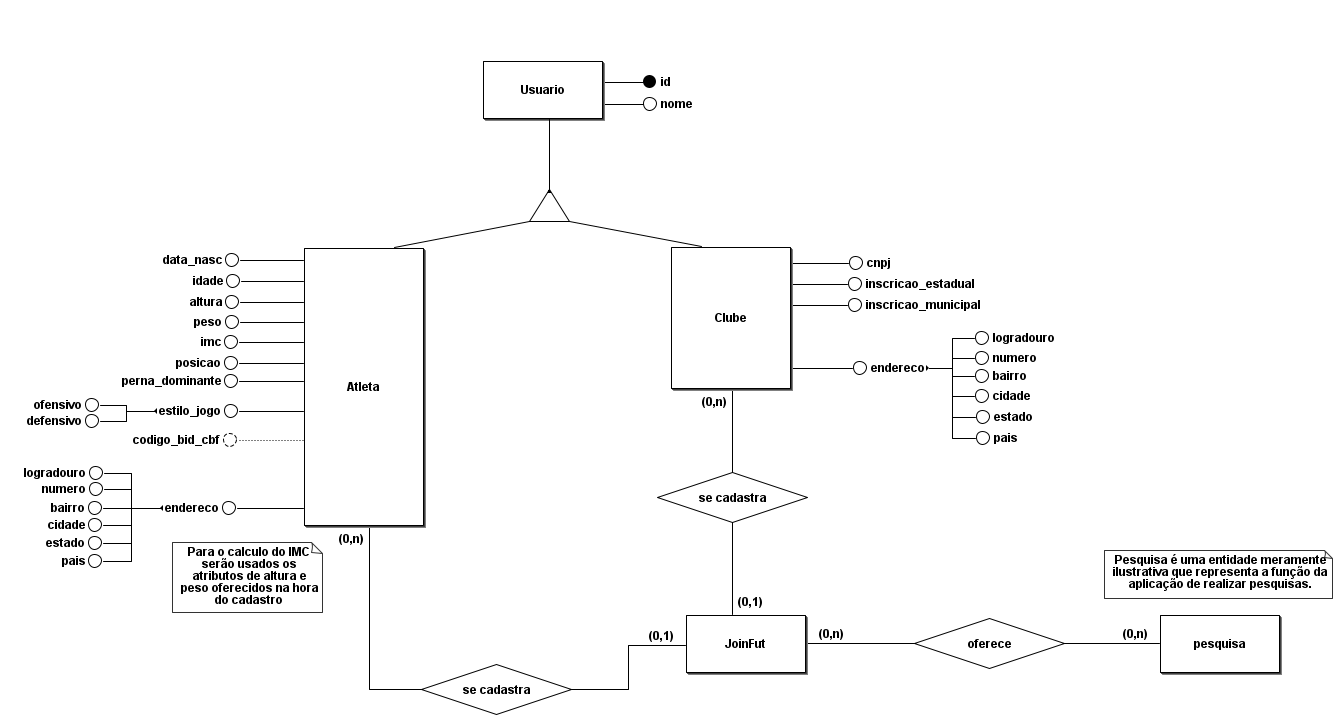 Usuario
id
nome
data_nasc
idade
altura
peso
imc
posicao
perna_dominante
ofensivo
defensivo
estilo_jogo
codigo_bid_cbf
logradouro
numero
bairro
cidade
estado
pais
endereco
Atleta
(0,n)
Para o calculo do IMC
serão usados os
atributos de altura e
peso oferecidos na hora
do cadastro
Clube
cnpj
inscricao_estadual
inscricao_municipal
endereco
logradouro
numero
bairro
cidade
estado
pais
(0,n)
se cadastra
(0,1)
Pesquisa é uma entidade meramente
ilustrativa que representa a função da
aplicação de realizar pesquisas.
se cadastra
(0,1)
JoinFut
(0,n)
oferece
(0,n)
pesquisa